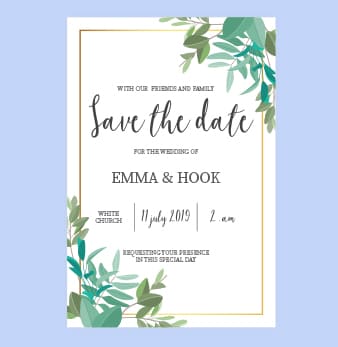 WITH OUR FRIENDS AND FAMILY
Save the date
FOR THE WEDDING OF
EMMA & HOOK
WHITE
CHURCH
11 july 2019
2 .am
REQUESTING YOUR PRESENCE
IN THIS SPECIAL DAY